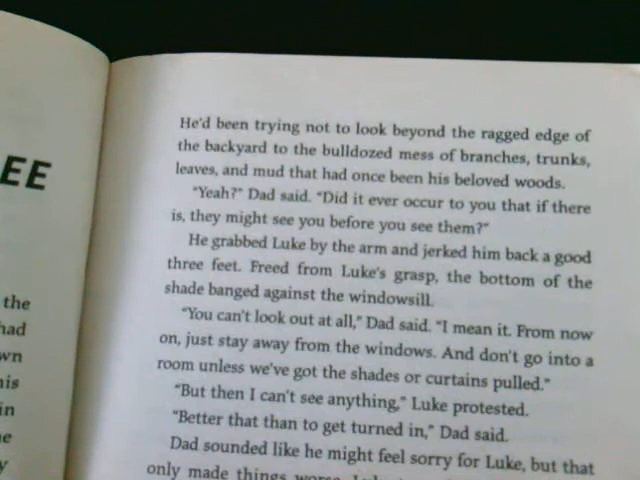 EE
the
had
wn
his
in
He'd been trying not to look beyond the ragged edge of
the backyard to the bulldozed mess of branches, trunks,
leaves, and mud that had once been his beloved woods.
"Yeah?" Dad said. "Did it ever occur to you that if there
is, they might see you before you see them?"
He grabbed Luke by the arm and jerked him back a good
three feet. Freed from Luke's grasp, the bottom of the
shade banged against the windowsill.
"You can't look out at all," Dad said. "I mean it. From now
on, just stay away from the windows. And don't go into a
room unless we've got the shades or curtains pulled."
"But then I can't see anything," Luke protested.
"Better that than to get turned in," Dad said.
Dad sounded like he might feel sorry for Luke, but that
only made things worse.